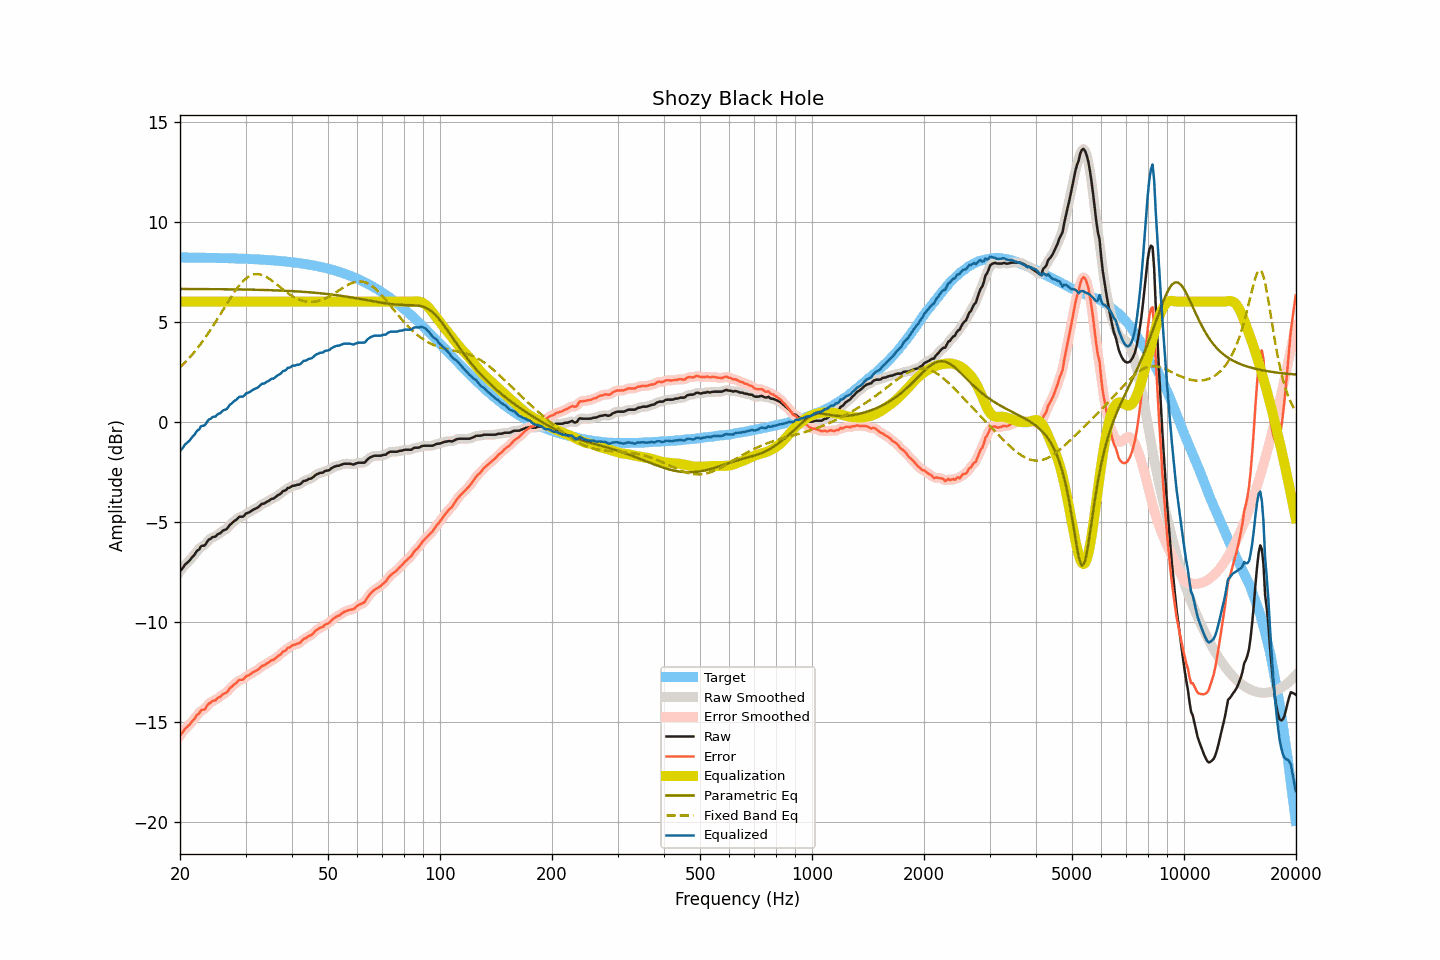 Shozy Black Hole
15
10
5
0
−5
−10
−15
−20
Amplitude (dBr)
Target
Raw Smoothed
Error Smoothed
Raw
Error
Equalization
Parametric Eq
Fixed Band Eq
Equalized
20 50 100 200 500 1000 2000 5000 10000 20000
Frequency (Hz)